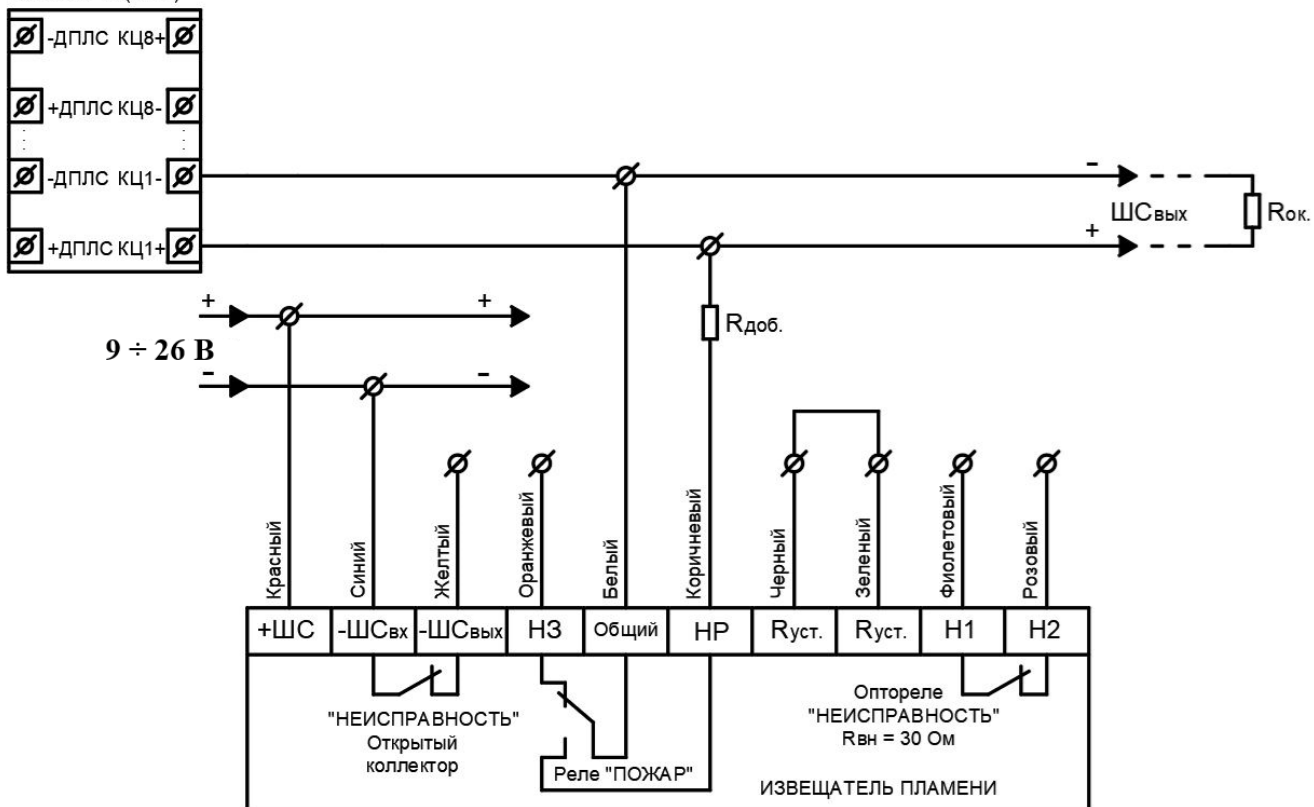 -ДПЛС КЦ8+
+ДПЛС КЦ8-
-ДПЛС КЦ1-
+ДПЛС КЦ1+
-
ШСвых
+
Rок.
+ +
9 ÷ 26 В
- -
Rдоб.
Красный
Синий
Желтый
Оранжевый
Белый
Коричневый
Черный
Зеленый
Фиолетовый
Розовый
+ШС -ШСвх -ШСвых НЗ Общий НР Rуст. Rуст. Н1 Н2
"НЕИСПРАВНОСТЬ"
Открытый
коллектор
Реле "ПОЖАР"
Оптореле
"НЕИСПРАВНОСТЬ"
Rвн = 30 Ом
ИЗВЕЩАТЕЛЬ ПЛАМЕНИ